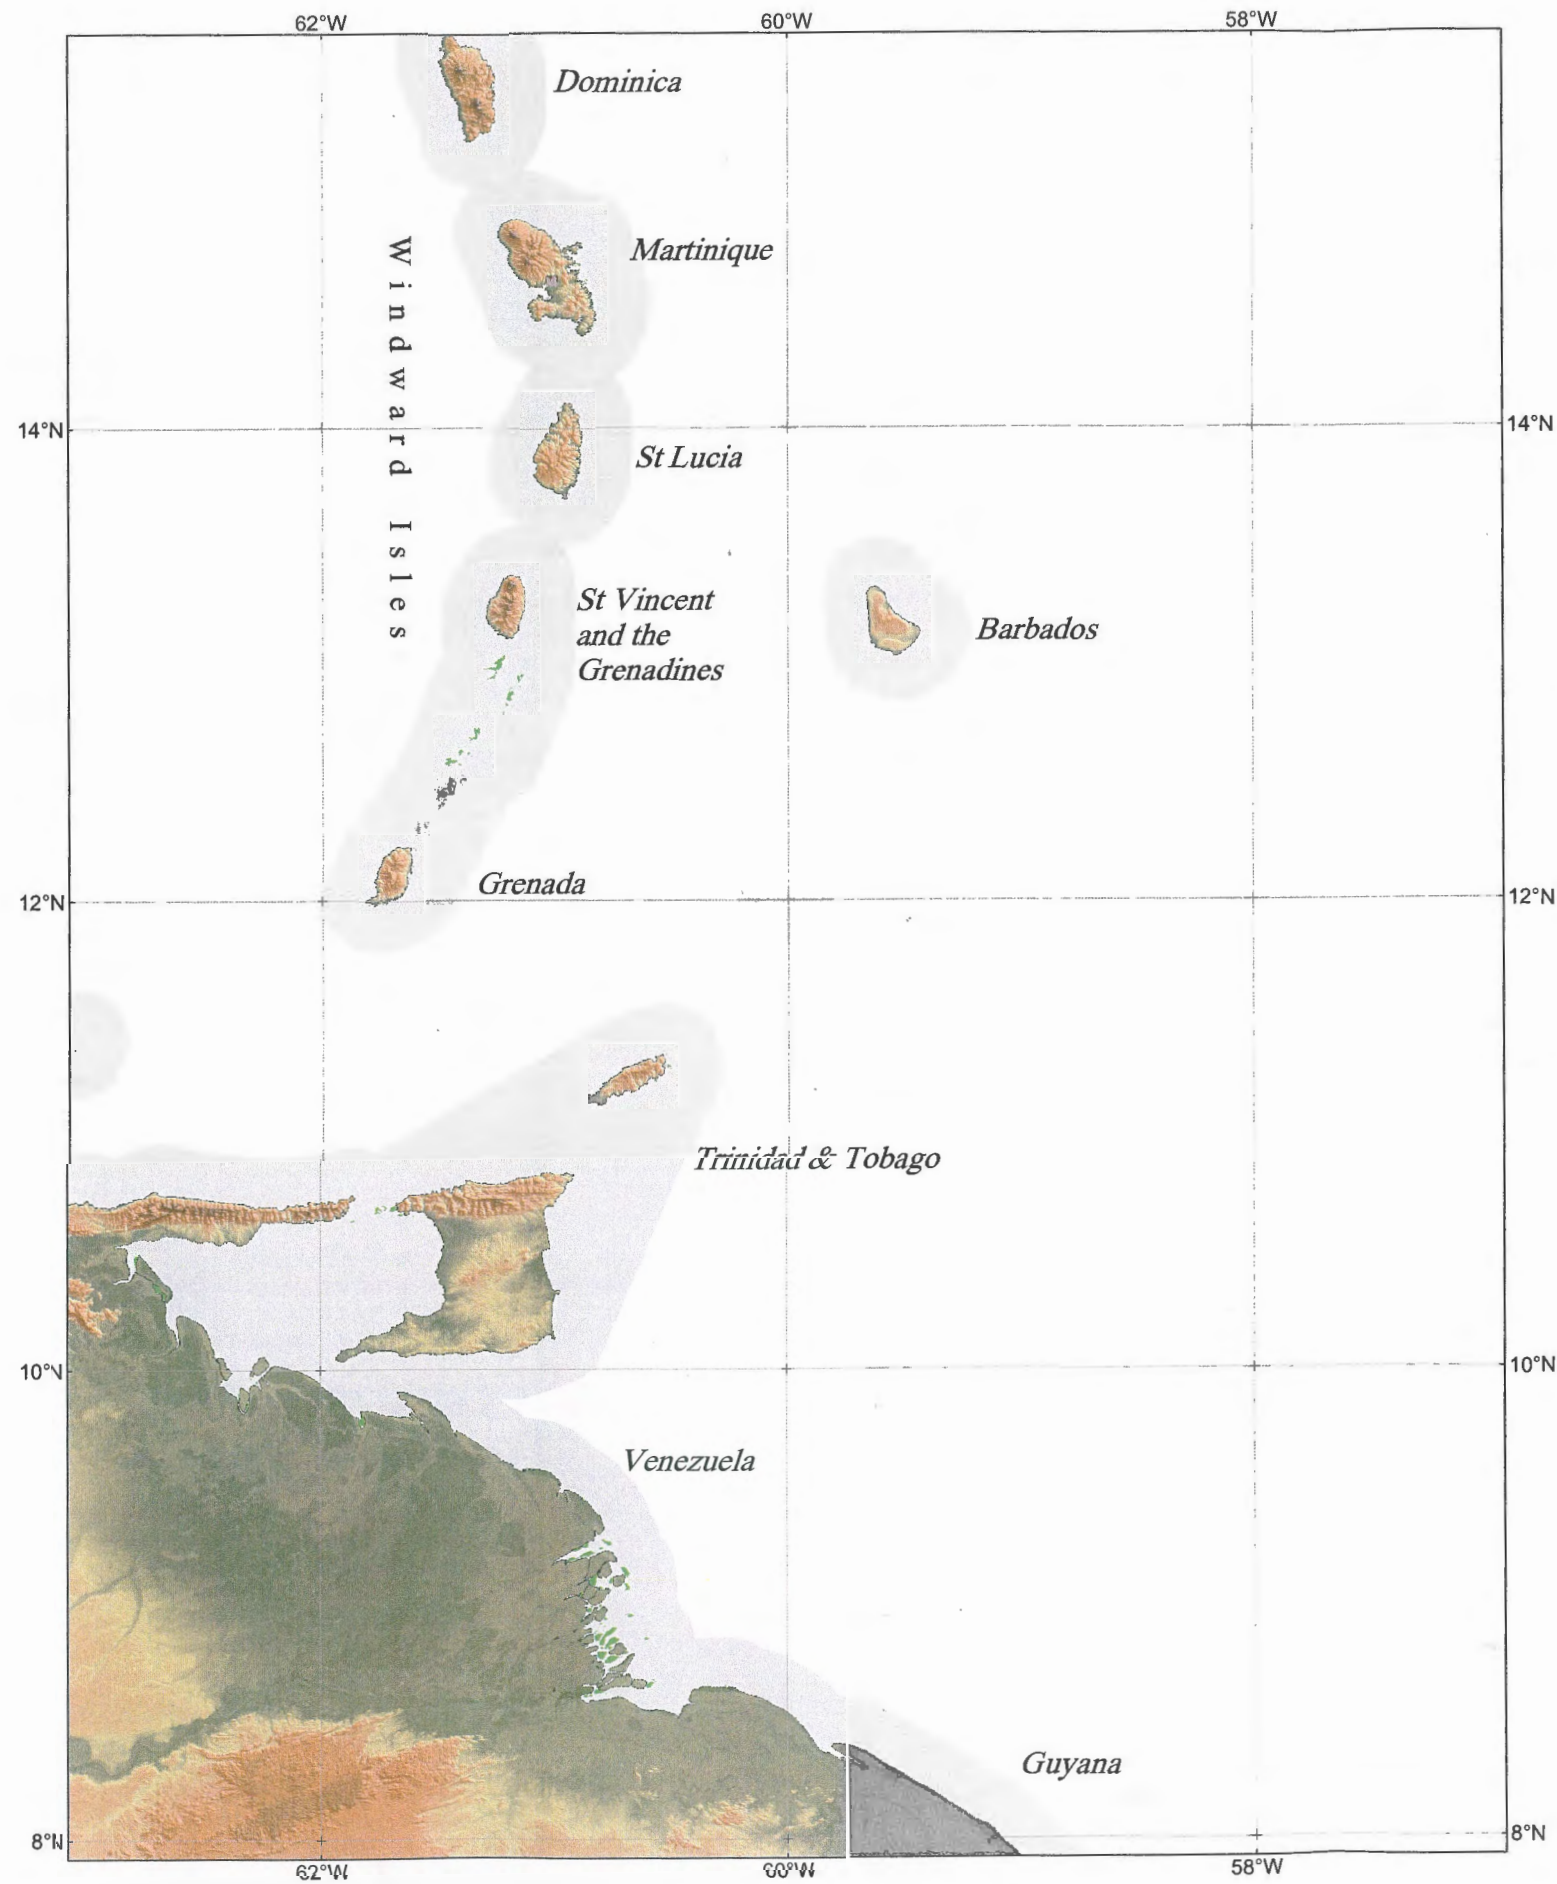 62°W
60°W
58°W
Dominica
Martinique
Windward Isles
14°N
14°N
St Lucia
St Vincent
and the
Grenadines
Barbados
Grenada
12°N
12°N
Trinidad & Tobago
10°N
10°N
Venezuela
Guyana
8°N
8°N
62°W
60°W
58°W